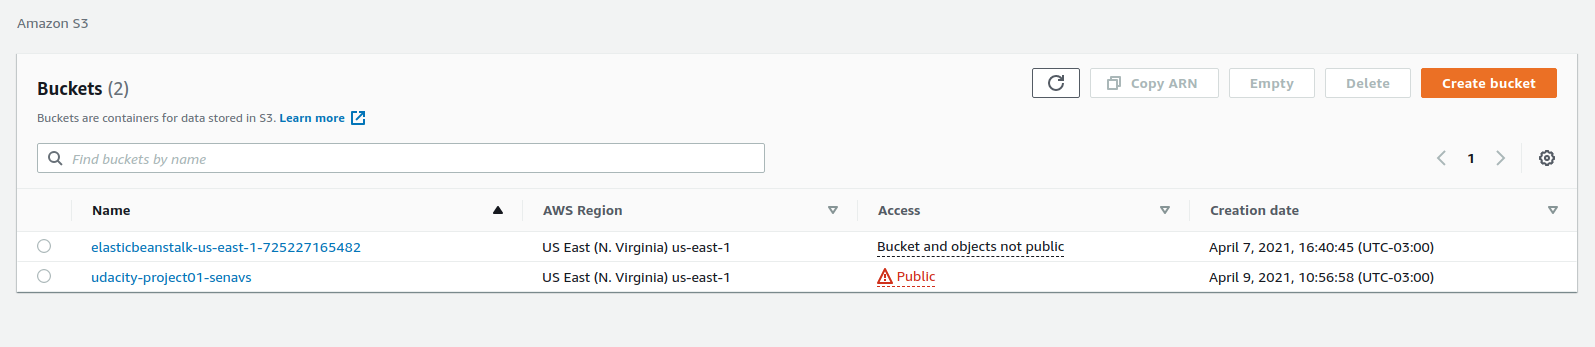 Amazon S3
Buckets (2)
Copy ARN
Empty
Delete
Create bucket
Buckets are containers for data stored in S3. Learn more
Find buckets by name
1
Name AWS Region Access Creation date
elasticbeanstalk-us-east-1-725227165482 US East (N. Virginia) us-east-1 Bucket and objects not public April 7, 2021, 16:40:45 (UTC-03:00)
udacity-project01-senavs US East (N. Virginia) us-east-1 Public April 9, 2021, 10:56:58 (UTC-03:00)